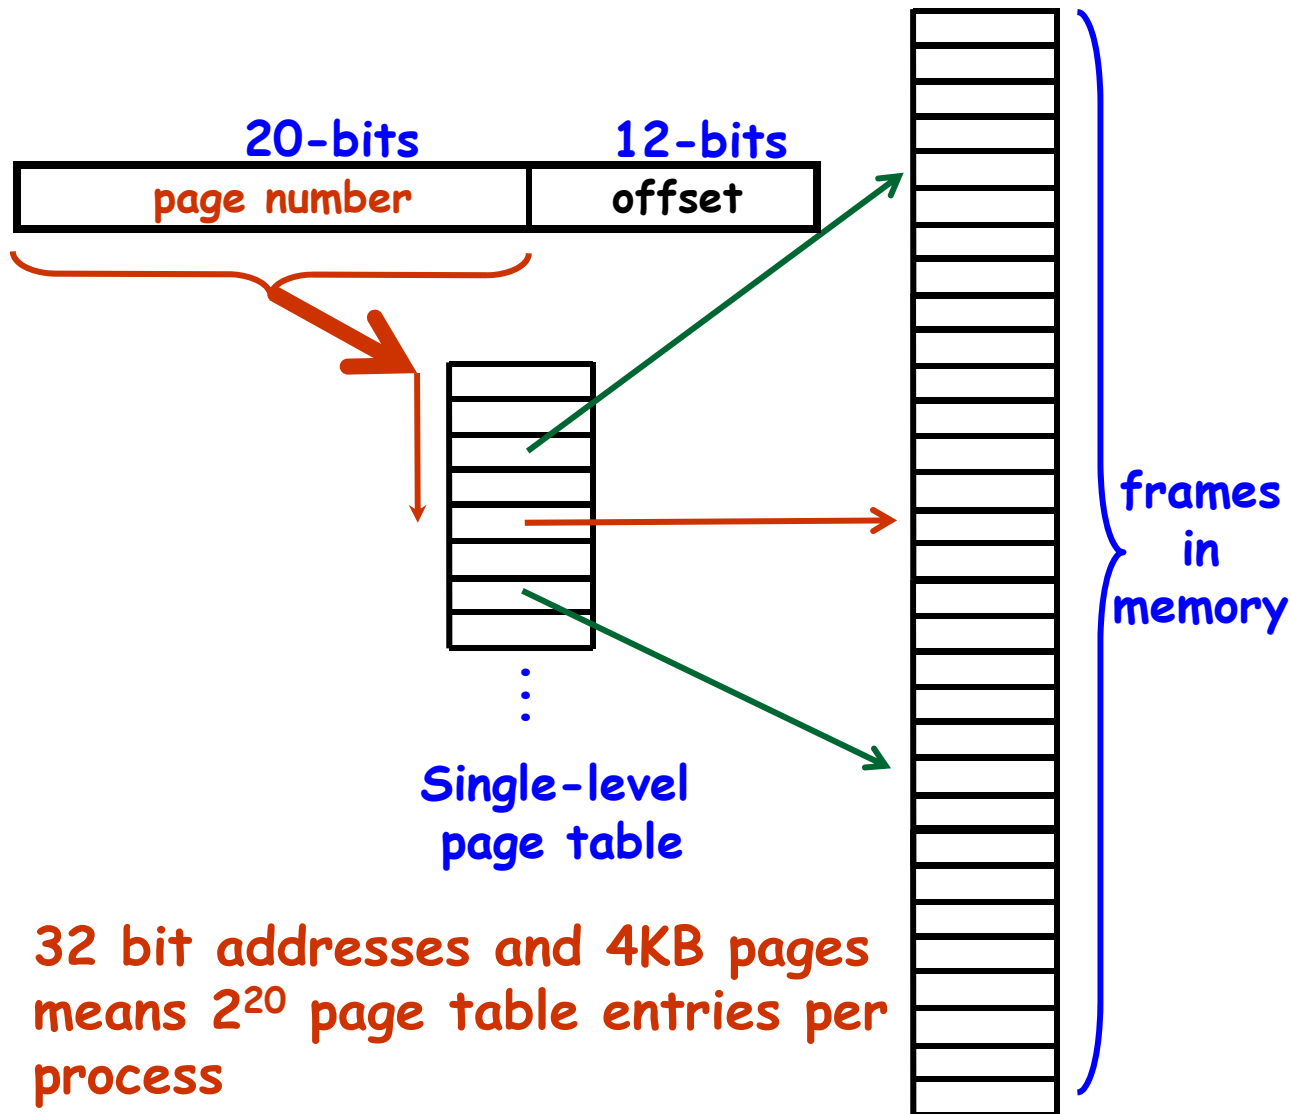 20-bits
12-bits
page number
offset
frames
in
memory
Single-level
page table
32 bit addresses and 4KB pages
means 2²⁰ page table entries per
process